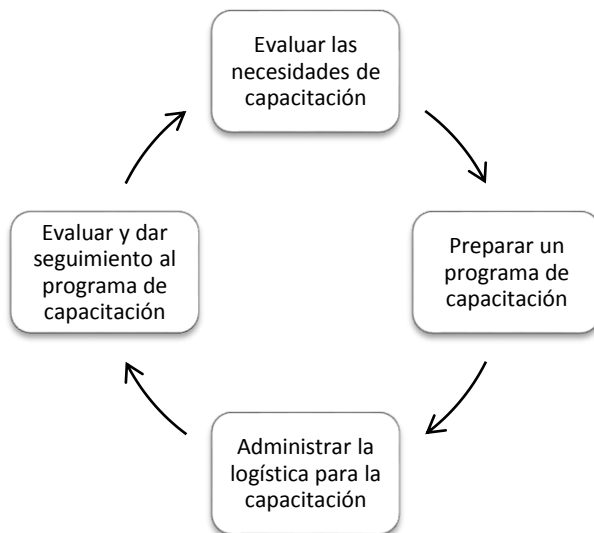 Evaluar las
necesidades de
capacitación
Preparar un
programa de
capacitación
Administrar la
logística para la
capacitación
Evaluar y dar
seguimiento al
programa de
capacitación